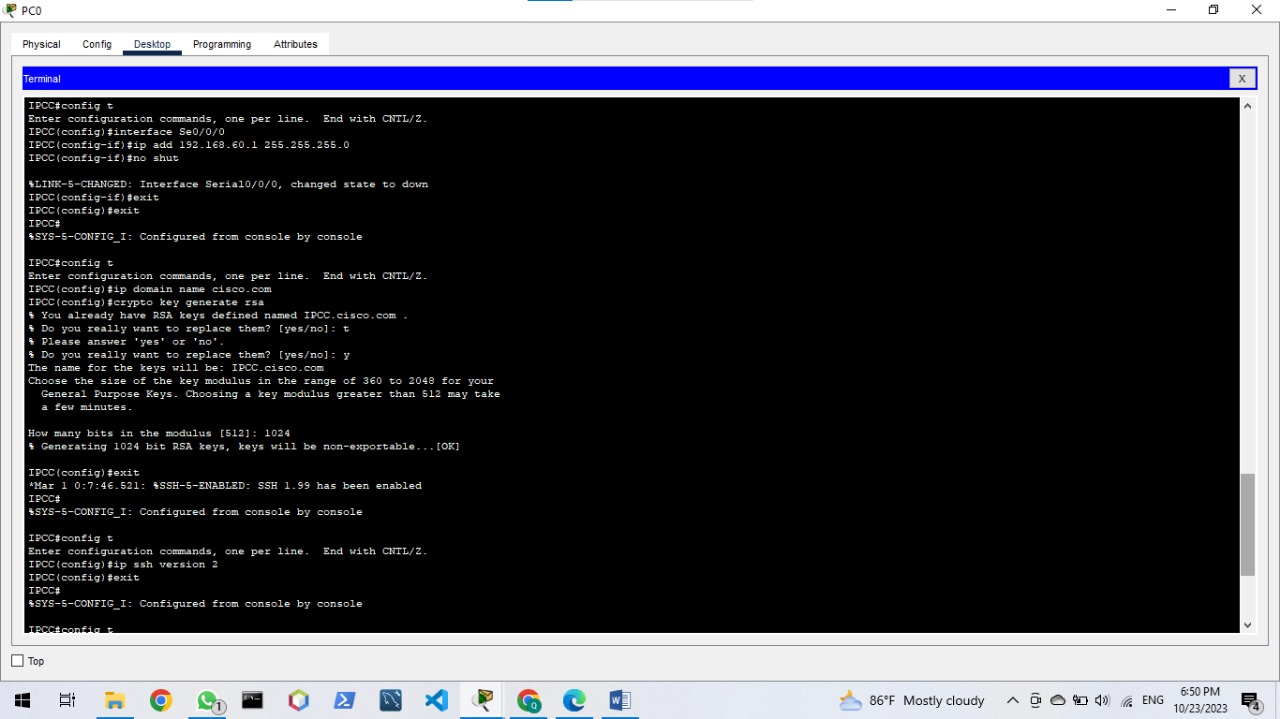 PC0
Physical Config Desktop Programming Attributes
Terminal X
IPCC#config t
Enter configuration commands, one per line.  End with CNTL/Z.
IPCC(config)#interface Se0/0/0
IPCC(config-if)#ip add 192.168.60.1 255.255.255.0
IPCC(config-if)#no shut
%LINK-5-CHANGED: Interface Serial0/0/0, changed state to down
IPCC(config-if)#exit
IPCC(config)#exit
IPCC#
%SYS-5-CONFIG_I: Configured from console by console
IPCC#config t
Enter configuration commands, one per line.  End with CNTL/Z.
IPCC(config)#ip domain name cisco.com
IPCC(config)#crypto key generate rsa
% You already have RSA keys defined named IPCC.cisco.com .
% Do you really want to replace them? [yes/no]: t
% Please answer 'yes' or 'no'.
% Do you really want to replace them? [yes/no]: y
The name for the keys will be: IPCC.cisco.com
Choose the size of the key modulus in the range of 360 to 2048 for your
General Purpose Keys. Choosing a key modulus greater than 512 may take
a few minutes.
How many bits in the modulus [512]: 1024
% Generating 1024 bit RSA keys, keys will be non-exportable...[OK]
IPCC(config)#exit
*Mar 1 0:7:46.521: %SSH-5-ENABLED: SSH 1.99 has been enabled
IPCC#
%SYS-5-CONFIG_I: Configured from console by console
IPCC#config t
Enter configuration commands, one per line.  End with CNTL/Z.
IPCC(config)#ip ssh version 2
IPCC(config)#exit
IPCC#
%SYS-5-CONFIG_I: Configured from console by console
IPCC#config t
Top
1
86°F Mostly cloudy
ENG
6:50 PM
10/23/2023
4